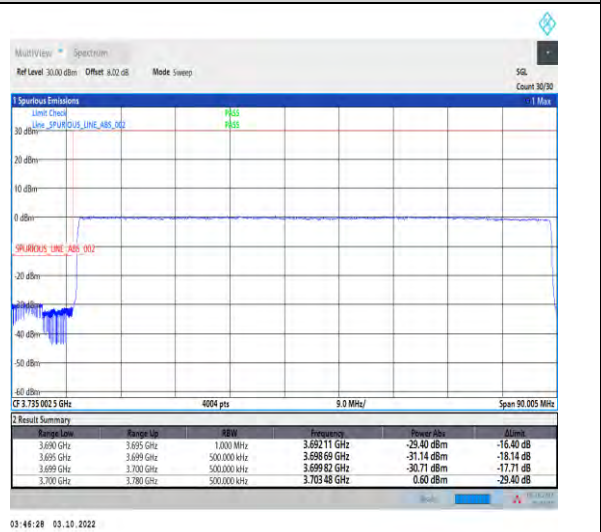 MultiView Spectrum
Ref Level 30.00 dBm Offset 8.02 dB Mode Sweep SGL
Count 30/30
1 Spurious Emissions 1 Max
Limit Check PASS
Line_SPURIOUS_LINE_ABS_002 PASS
30 dBm
20 dBm
10 dBm
0 dBm
SPURIOUS_LINE_ABS_002
-20 dBm
-30 dBm
-40 dBm
-50 dBm
-60 dBm
CF 3.735 002 5 GHz 4004 pts 9.0 MHz/ Span 90.005 MHz
2 Result Summary
Range Low Range Up RBW Frequency Power Abs ΔLimit
3.690 GHz 3.695 GHz 1.000 MHz 3.692 11 GHz -29.40 dBm -16.40 dB
3.695 GHz 3.699 GHz 500.000 kHz 3.698 69 GHz -31.14 dBm -18.14 dB
3.699 GHz 3.700 GHz 500.000 kHz 3.699 82 GHz -30.71 dBm -17.71 dB
3.700 GHz 3.780 GHz 500.000 kHz 3.703 48 GHz 0.60 dBm -29.40 dB
03:46:28 03.10.2022